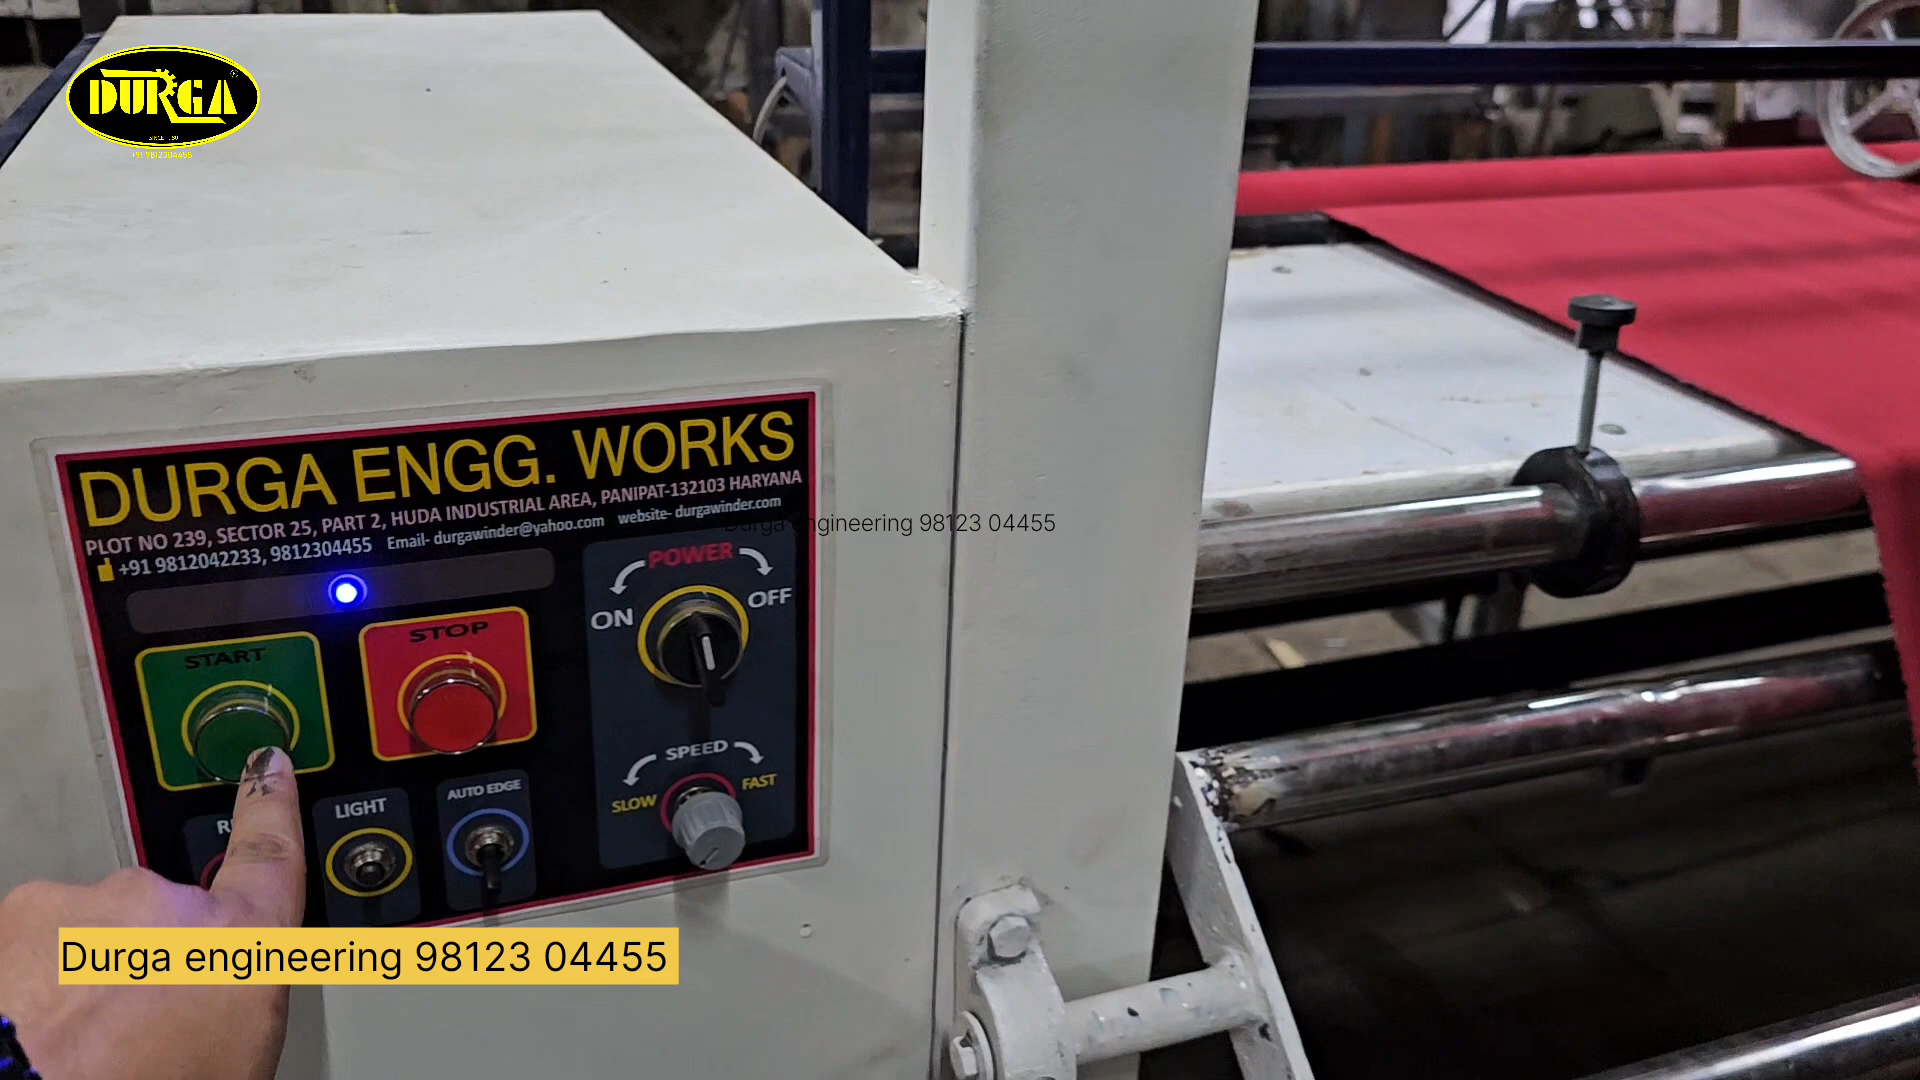 DURGA
+91 9812304455
DURGA ENGG. WORKS
PLOT NO 239, SECTOR 25, PART 2, HUDA INDUSTRIAL AREA, PANIPAT-132103 HARYANA
+91 9812042233, 9812304455 Email- durgawinder@yahoo.com website- durgawinder.com
Durga engineering 98123 04455
POWER
ON OFF
START STOP
SPEED
SLOW FAST
LIGHT AUTO EDGE
Durga engineering 98123 04455